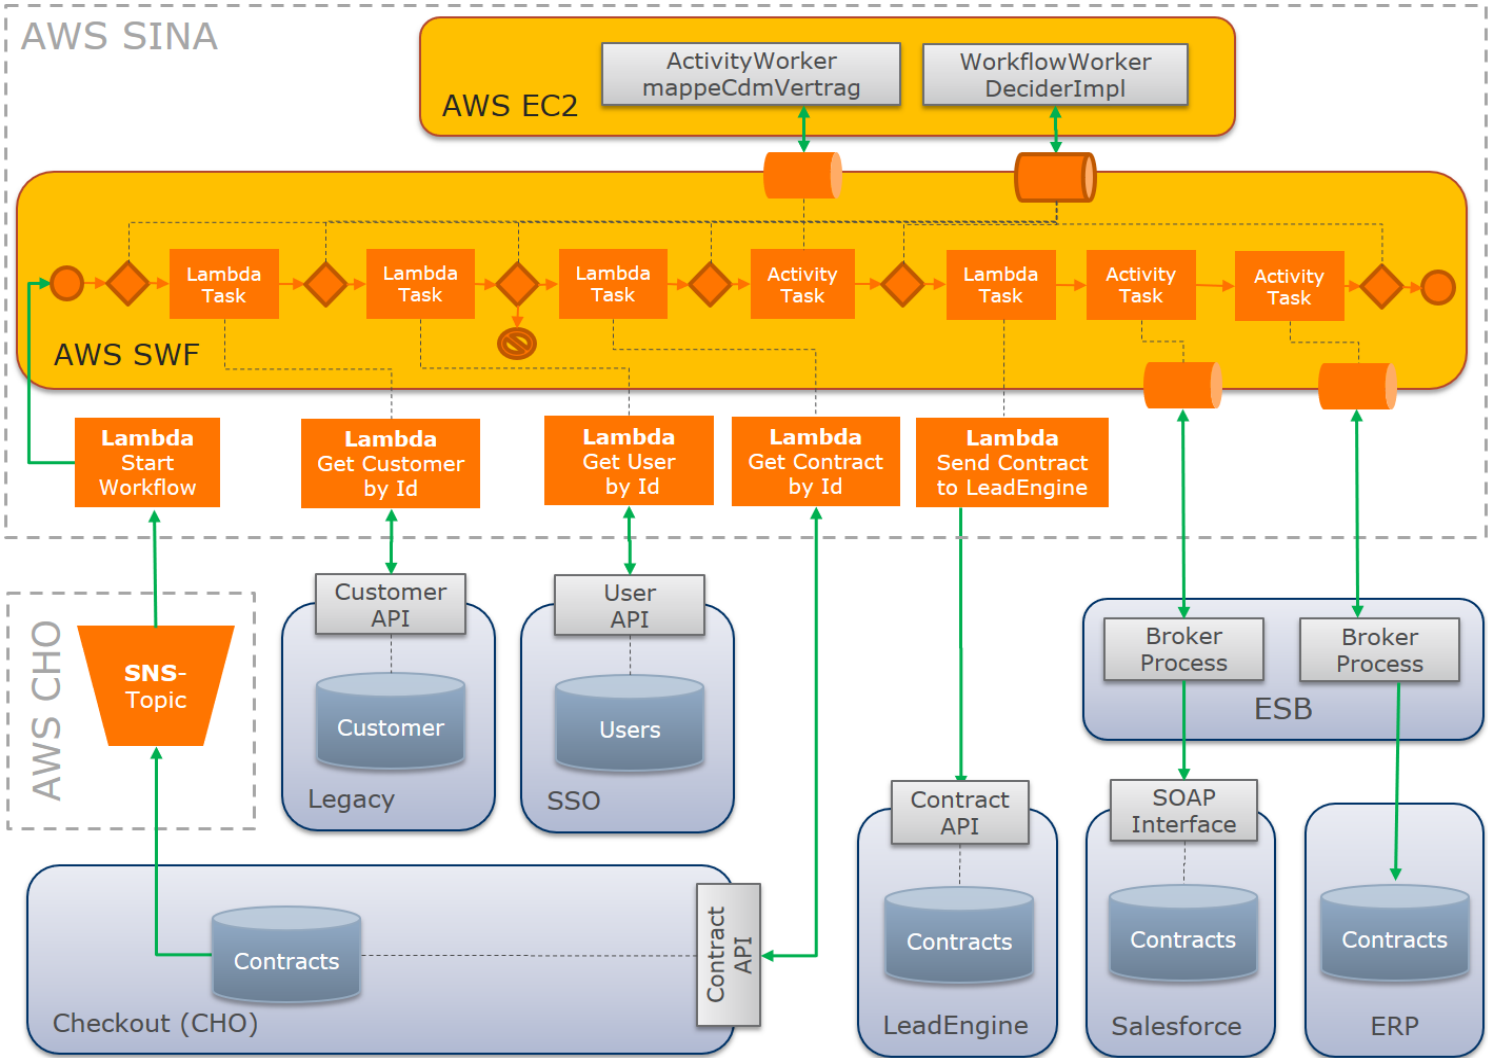 AWS SINA
ActivityWorker
mappeCdmVertrag
WorkflowWorker
DeciderImpl
AWS EC2
Lambda
Task
Lambda
Task
Lambda
Task
Activity
Task
Lambda
Task
Activity
Task
Activity
Task
AWS SWF
Lambda
Start
Workflow
Lambda
Get Customer
by Id
Lambda
Get User
by Id
Lambda
Get Contract
by Id
Lambda
Send Contract
to LeadEngine
AWS CHO
SNS-
Topic
Customer
API
Customer
Legacy
User
API
Users
SSO
Broker
Process
Broker
Process
ESB
Contract
API
Contracts
LeadEngine
SOAP
Interface
Contracts
Salesforce
Contracts
ERP
Contracts
Contract
API
Checkout (CHO)